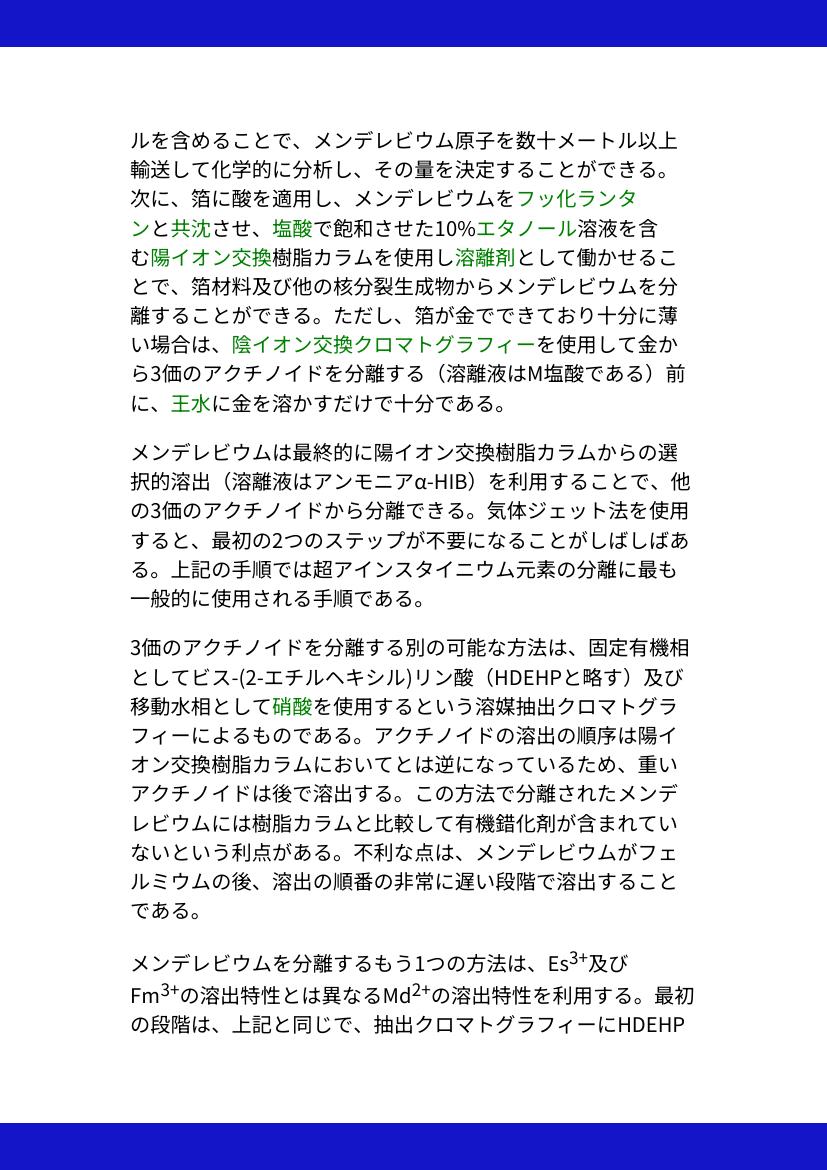 ルを含めることで、メンデレビウム原子を数十メートル以上
輸送して化学的に分析し、その量を決定することができる。
次に、箔に酸を適用し、メンデレビウムをフッ化ランタ
ンと共沈させ、塩酸で飽和させた10%エタノール溶液を含
む陽イオン交換樹脂カラムを使用し溶離剤として働かせるこ
とで、箔材料及び他の核分裂生成物からメンデレビウムを分
離することができる。ただし、箔が金でできており十分に薄
い場合は、陰イオン交換クロマトグラフィーを使用して金か
ら3価のアクチノイドを分離する（溶離液はM塩酸である）前
に、王水に金を溶かすだけで十分である。
メンデレビウムは最終的に陽イオン交換樹脂カラムからの選
択的溶出（溶離液はアンモニアα-HIB）を利用することで、他
の3価のアクチノイドから分離できる。気体ジェット法を使用
すると、最初の2つのステップが不要になることがしばしばあ
る。上記の手順では超アインスタイニウム元素の分離に最も
一般的に使用される手順である。
3価のアクチノイドを分離する別の可能な方法は、固定有機相
としてビス-(2-エチルヘキシル)リン酸（HDEHPと略す）及び
移動水相として硝酸を使用するという溶媒抽出クロマトグラ
フィーによるものである。アクチノイドの溶出の順序は陽イ
オン交換樹脂カラムにおいてとは逆になっているため、重い
アクチノイドは後で溶出する。この方法で分離されたメンデ
レビウムには樹脂カラムと比較して有機錯化剤が含まれてい
ないという利点がある。不利な点は、メンデレビウムがフェ
ルミウムの後、溶出の順番の非常に遅い段階で溶出すること
である。
メンデレビウムを分離するもう1つの方法は、Es3+及び
Fm3+の溶出特性とは異なるMd2+の溶出特性を利用する。最初
の段階は、上記と同じで、抽出クロマトグラフィーにHDEHP